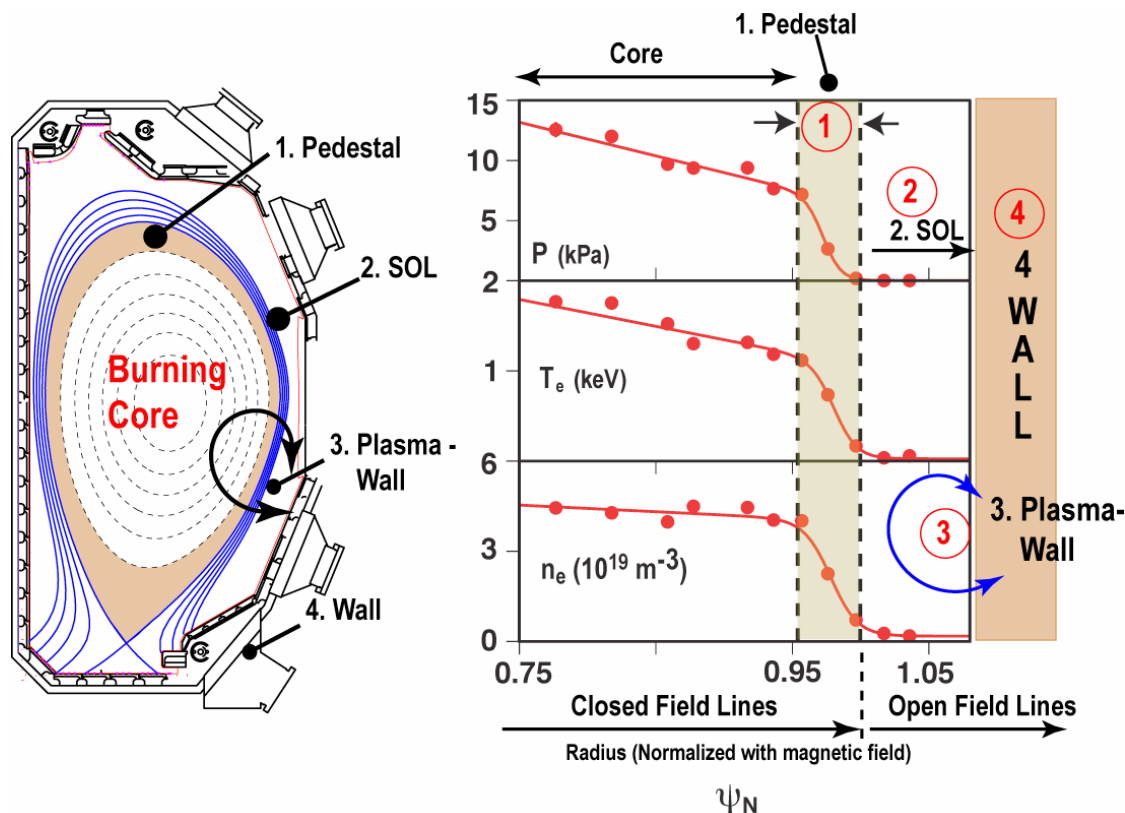 1. Pedestal
2. SOL
Burning
Core
3. Plasma -
Wall
4. Wall
1. Pedestal
Core
15
10
5
2
1
6
3
0
P (kPa)
Te (keV)
ne (10^19 m^-3)
1
2
2. SOL
3
3. Plasma-
Wall
4
4
W
A
L
L
0.75
0.95
1.05
Closed Field Lines
Open Field Lines
Radius (Normalized with magnetic field)
ψN